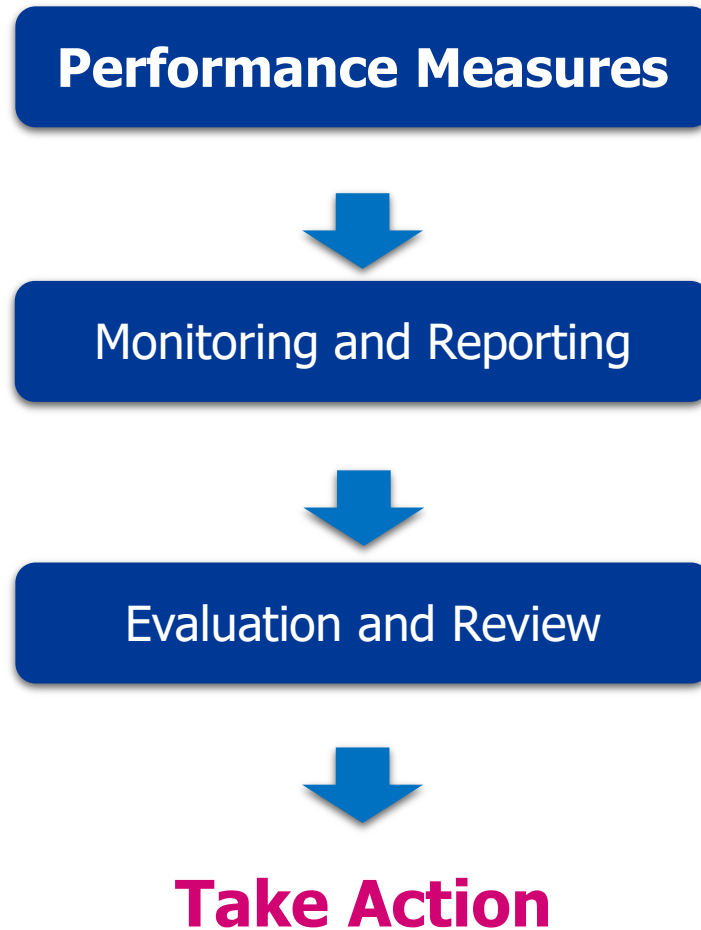 Performance Measures
Monitoring and Reporting
Evaluation and Review
Take Action